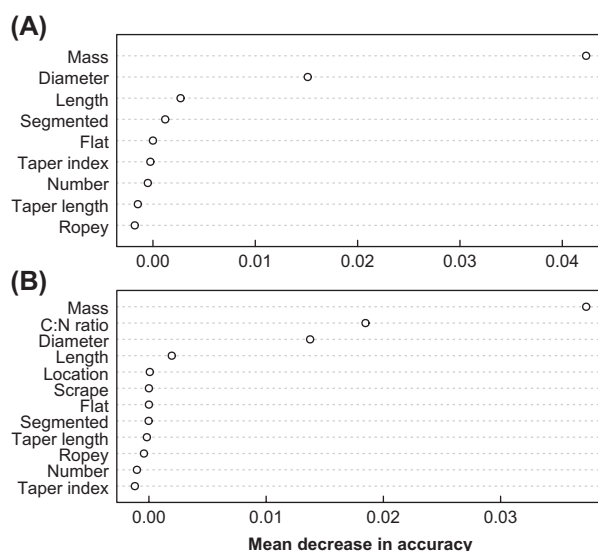 (A)
Mass
Diameter
Length
Segmented
Flat
Taper index
Number
Taper length
Ropey
0.00 0.01 0.02 0.03 0.04
(B)
Mass
C:N ratio
Diameter
Length
Location
Scrape
Flat
Segmented
Taper length
Ropey
Number
Taper index
0.00 0.01 0.02 0.03
Mean decrease in accuracy